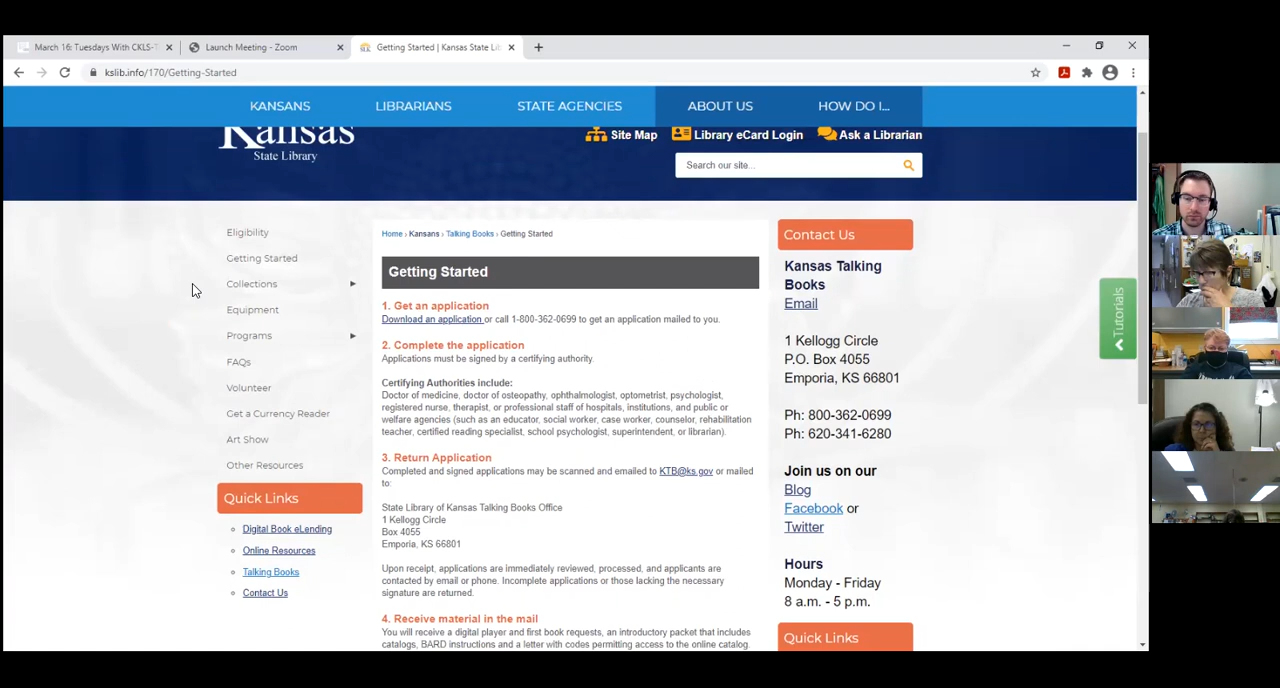 March 16: Tuesdays With CKLS-T
Launch Meeting - Zoom
Getting Started | Kansas State Lib
kslib.info/170/Getting-Started
KANSANS
LIBRARIANS
STATE AGENCIES
ABOUT US
HOW DO I...
Kansas
State Library
Site Map
Library eCard Login
Ask a Librarian
Search our site...
Eligibility
Getting Started
Collections
Equipment
Programs
FAQs
Volunteer
Get a Currency Reader
Art Show
Other Resources
Quick Links
Digital Book eLending
Online Resources
Talking Books
Contact Us
Home › Kansans › Talking Books › Getting Started
Getting Started
1. Get an application
Download an application or call 1-800-362-0699 to get an application mailed to you.
2. Complete the application
Applications must be signed by a certifying authority.
Certifying Authorities include:
Doctor of medicine, doctor of osteopathy, ophthalmologist, optometrist, psychologist,
registered nurse, therapist, or professional staff of hospitals, institutions, and public or
welfare agencies (such as an educator, social worker, case worker, counselor, rehabilitation
teacher, certified reading specialist, school psychologist, superintendent, or librarian).
3. Return Application
Completed and signed applications may be scanned and emailed to KTB@ks.gov or mailed
to:
State Library of Kansas Talking Books Office
1 Kellogg Circle
Box 4055
Emporia, KS 66801
Upon receipt, applications are immediately reviewed, processed, and applicants are
contacted by email or phone. Incomplete applications or those lacking the necessary
signature are returned.
4. Receive material in the mail
You will receive a digital player and first book requests, an introductory packet that includes
catalogs, BARD instructions and a letter with codes permitting access to the online catalog.
Contact Us
Kansas Talking
Books
Email
1 Kellogg Circle
P.O. Box 4055
Emporia, KS 66801
Ph: 800-362-0699
Ph: 620-341-6280
Join us on our
Blog
Facebook or
Twitter
Hours
Monday - Friday
8 a.m. - 5 p.m.
Quick Links
Tutorials